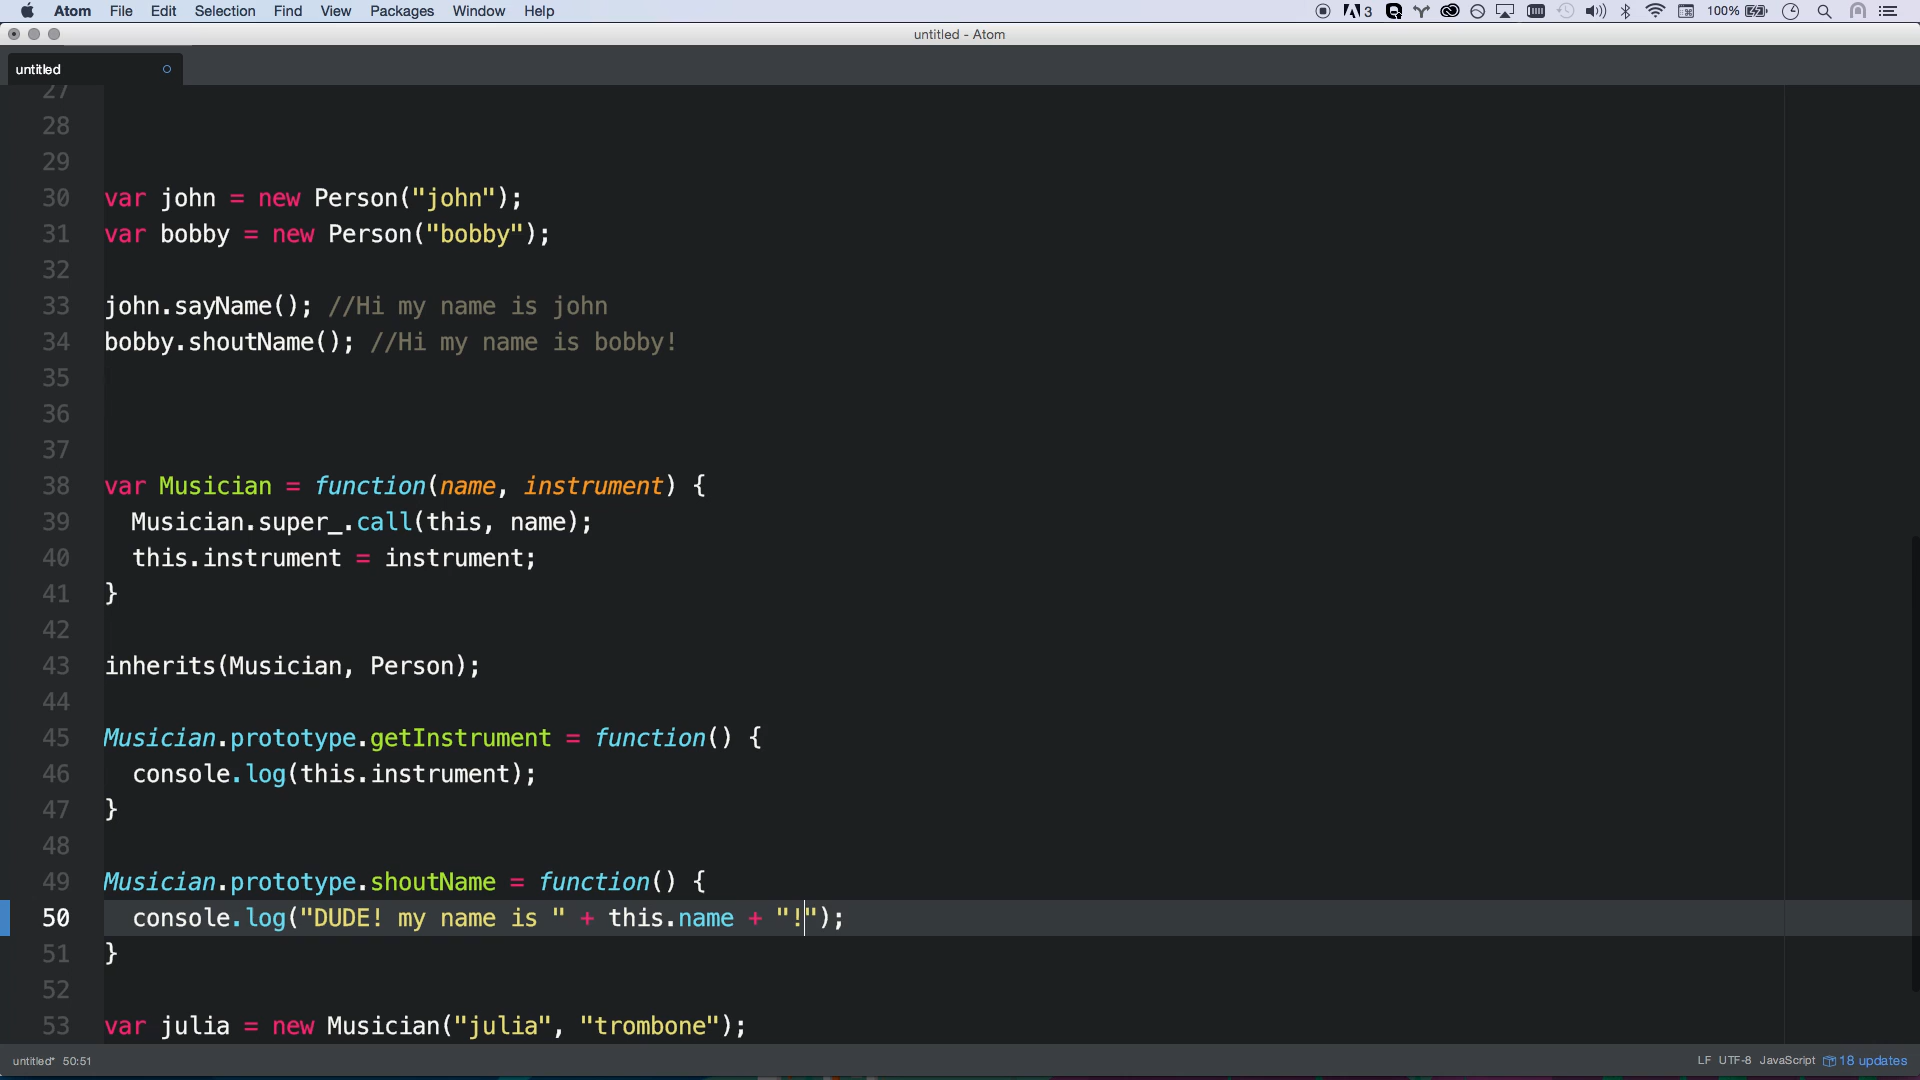 Atom File Edit Selection Find View Packages Window Help 3 100%
untitled - Atom
untitled
27
28
29
30 var john = new Person("john");
31 var bobby = new Person("bobby");
32
33 john.sayName(); //Hi my name is john
34 bobby.shoutName(); //Hi my name is bobby!
35
36
37
38 var Musician = function(name, instrument) {
39   Musician.super_.call(this, name);
40   this.instrument = instrument;
41 }
42
43 inherits(Musician, Person);
44
45 Musician.prototype.getInstrument = function() {
46   console.log(this.instrument);
47 }
48
49 Musician.prototype.shoutName = function() {
50   console.log("DUDE! my name is " + this.name + "!");
51 }
52
53 var julia = new Musician("julia", "trombone");
untitled* 50:51 LF UTF-8 JavaScript 18 updates